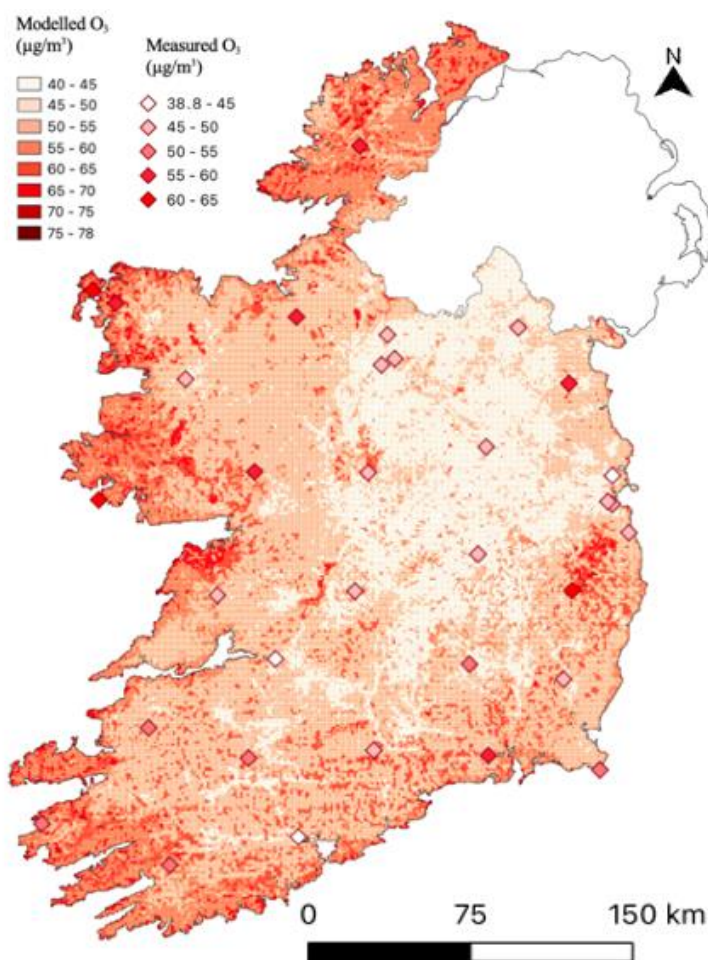 Modelled O₃
(µg/m³)
40 - 45
45 - 50
50 - 55
55 - 60
60 - 65
65 - 70
70 - 75
75 - 78
Measured O₃
(µg/m³)
38.8 - 45
45 - 50
50 - 55
55 - 60
60 - 65
N
0 75 150 km